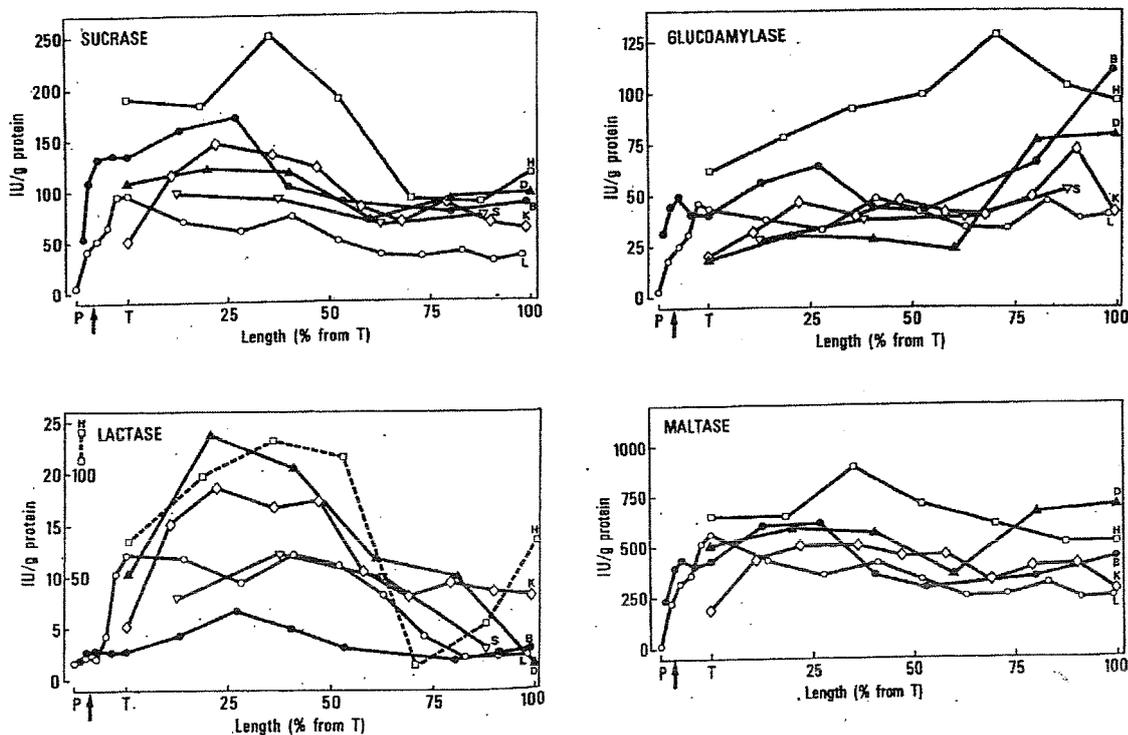 SUCRASE
IU/g protein
250
200
150
100
50
0
H
D
B
S
K
L
P
T
25
50
75
100
Length (% from T)
GLUCOAMYLASE
IU/g protein
125
100
75
50
25
0
B
H
D
S
K
L
P
T
25
50
75
100
Length (% from T)
LACTASE
IU/g protein
25
20
15
10
5
0
H
100
50
H
K
S
B
L
D
P
T
25
50
75
100
Length (% from T)
MALTASE
IU/g protein
1000
750
500
250
0
D
H
B
K
L
P
T
25
50
75
100
Length (% from T)